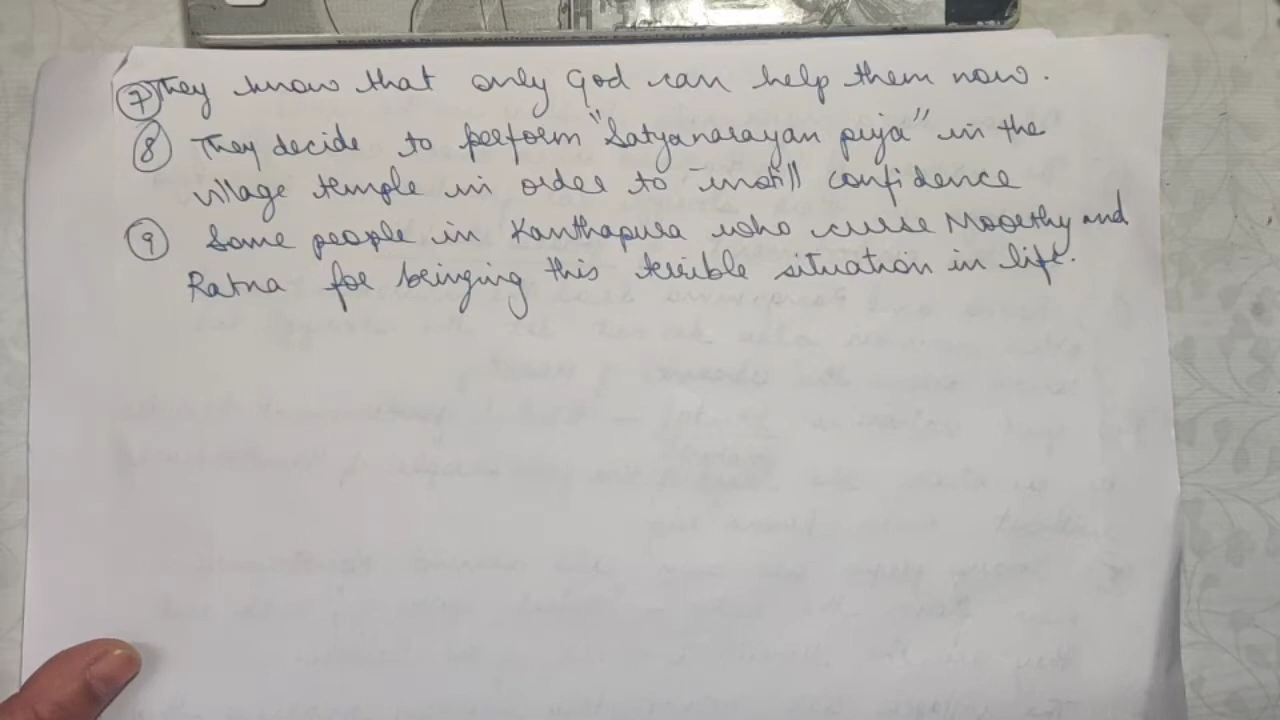 ⑦ They know that only God can help them now.
⑧ They decide to perform "Satyanarayan puja" in the
village temple in order to instill confidence
⑨ Some people in Kanthapura who curse Moorthy and
Ratna for bringing this terrible situation in life.